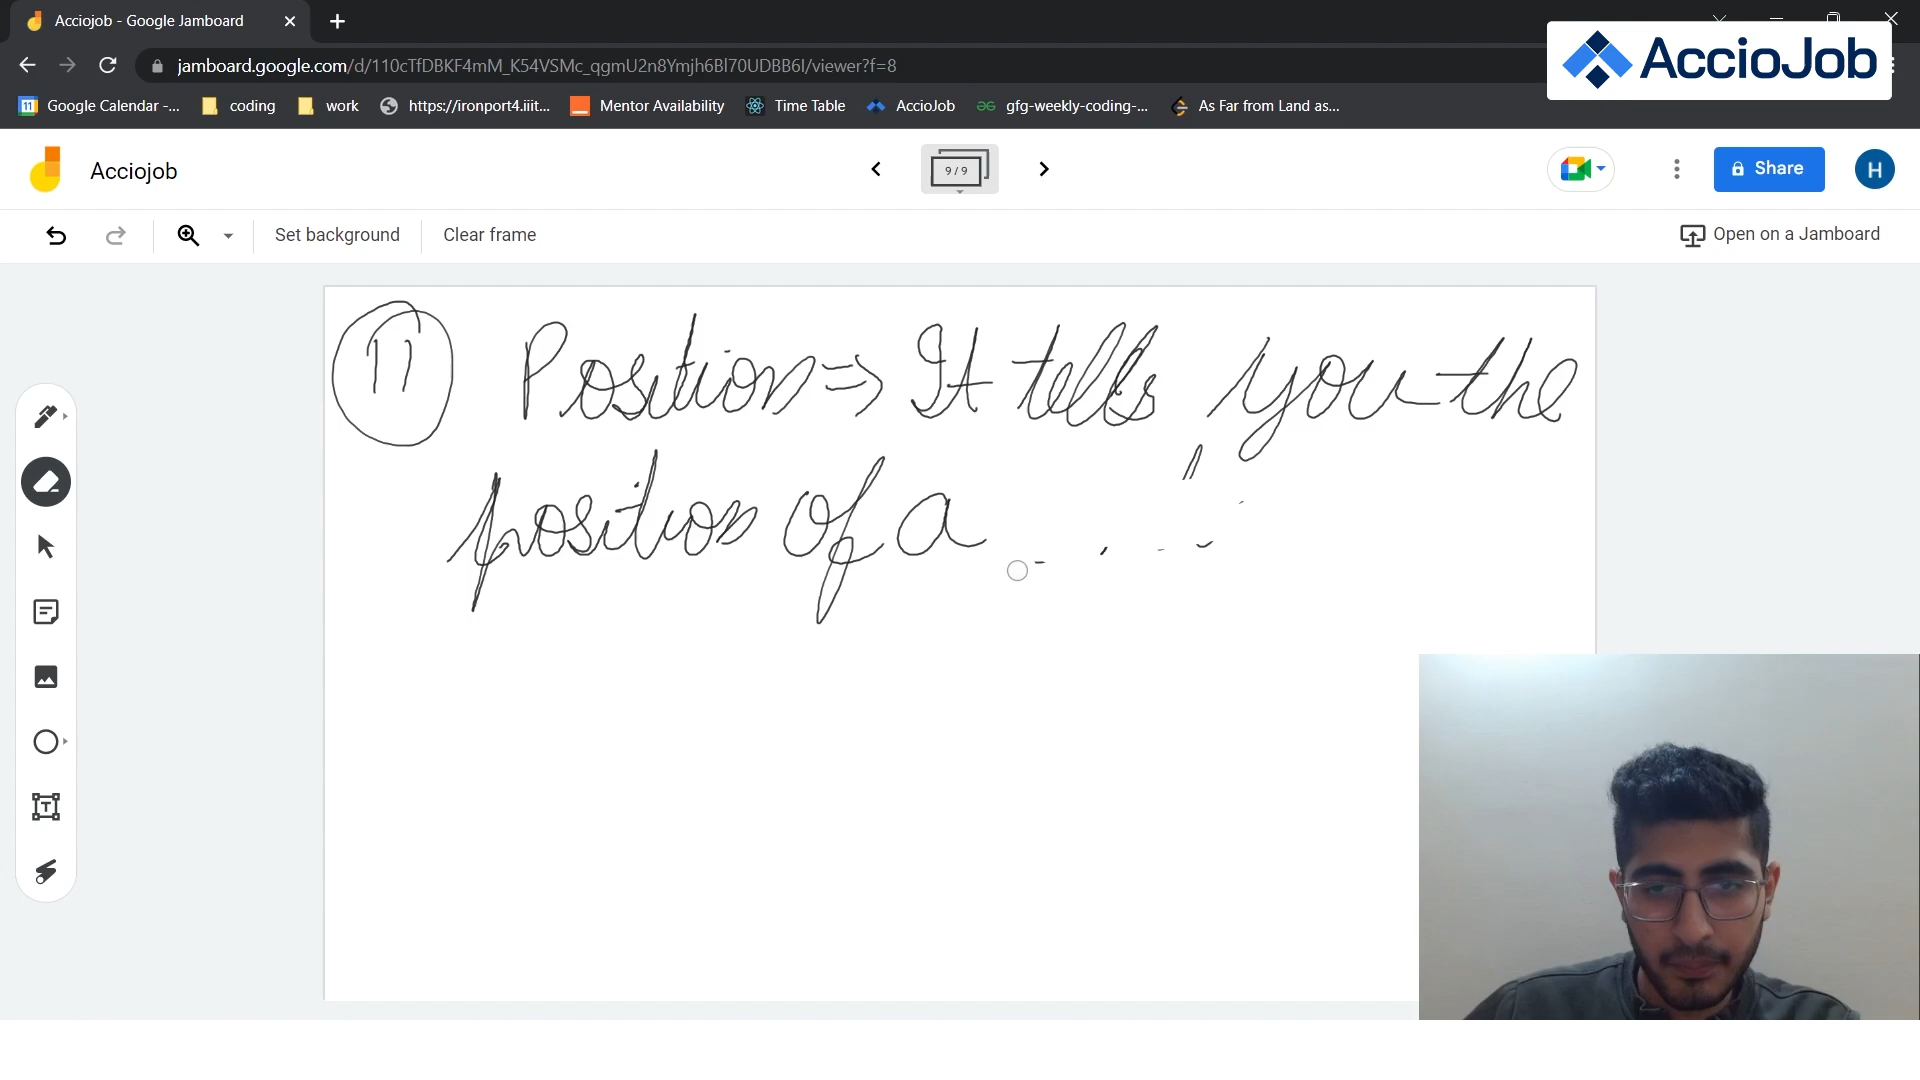 Acciojob - Google Jamboard
jamboard.google.com/d/110cTfDBKF4mM_K54VSMc_qgmU2n8Ymjh6Bl70UDBB6I/viewer?f=8
AccioJob
11 Google Calendar -... coding work https://ironport4.iiit... Mentor Availability Time Table AccioJob gfg-weekly-coding-... As Far from Land as...
Acciojob
9 / 9
Share
H
Set background Clear frame Open on a Jamboard
11 Position => It tells you the
position of a